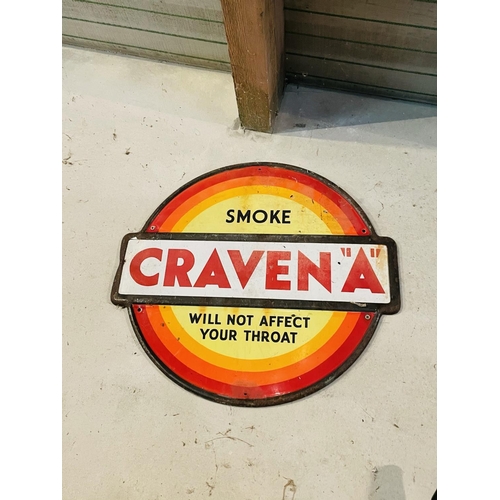 SMOKE
CRAVEN "A"
WILL NOT AFFECT
YOUR THROAT